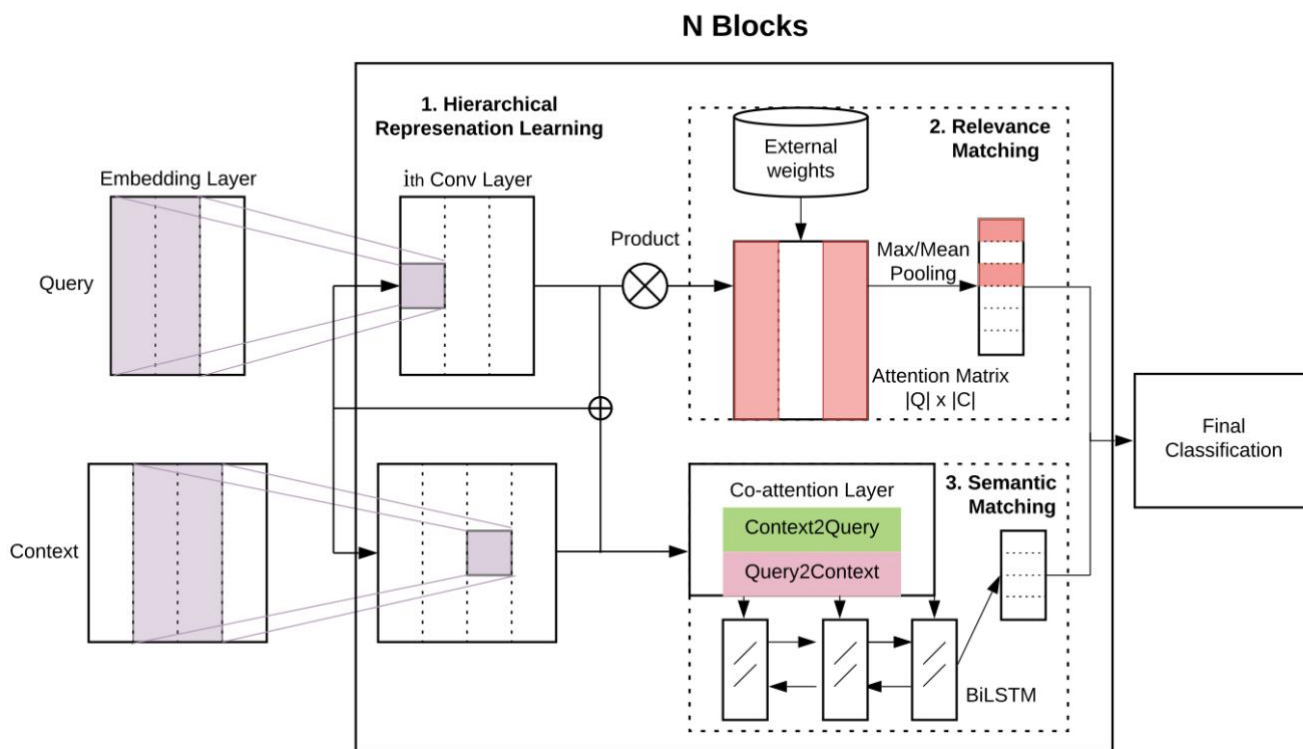 N Blocks
1. Hierarchical
Represenation Learning
2. Relevance
Matching
External
weights
Embedding Layer
ith Conv Layer
Product
Max/Mean
Pooling
Query
Attention Matrix
|Q| x |C|
Final
Classification
Context
Co-attention Layer
3. Semantic
Matching
Context2Query
Query2Context
BiLSTM